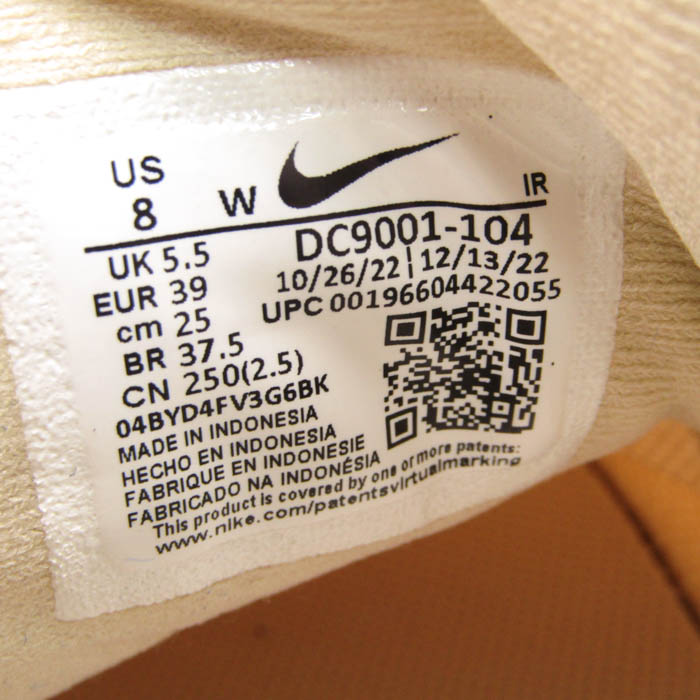 US
8 W
IR
UK 5.5
EUR 39
cm 25
BR 37.5
CN 250(2.5)
DC9001-104
10/26/22 | 12/13/22
UPC 00196604422055
04BYD4FV3G6BK
MADE IN INDONESIA
HECHO EN INDONESIA
FABRIQUE EN INDONESIE
FABRICADO NA INDONÉSIA
This product is covered by one or more patents:
www.nike.com/patentsvirtualmarking